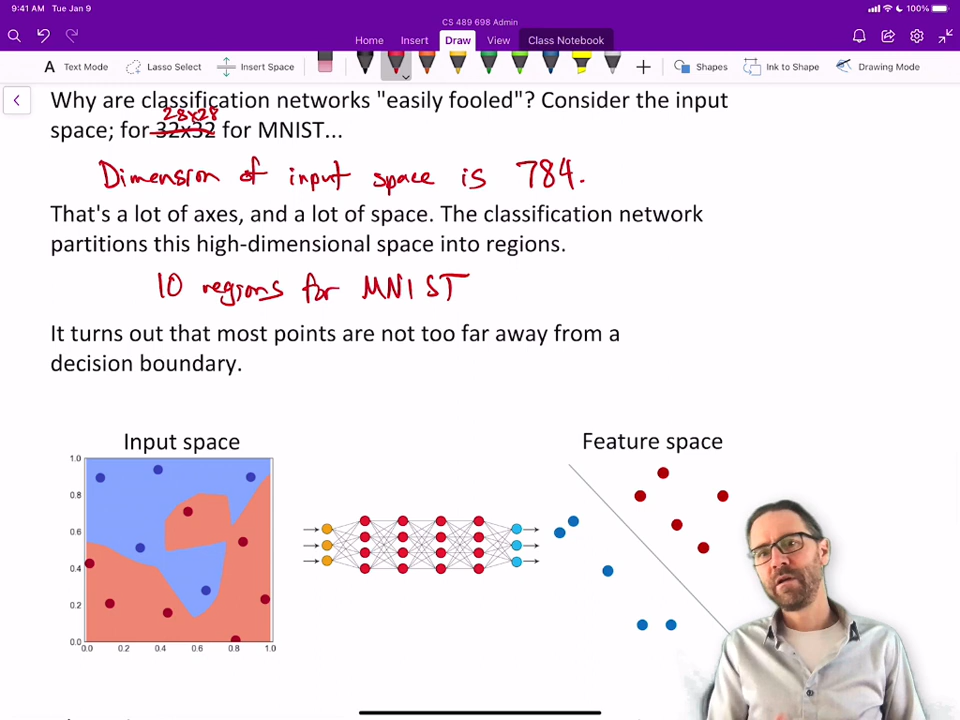 9:41 AM Tue Jan 9
100%
CS 489 698 Admin
Home Insert Draw View Class Notebook
A Text Mode Lasso Select Insert Space Shapes Ink to Shape Drawing Mode
Why are classification networks "easily fooled"? Consider the input
28x28
space; for 32x32 for MNIST...
Dimension of input space is 784.
That's a lot of axes, and a lot of space. The classification network
partitions this high-dimensional space into regions.
10 regions for MNIST
It turns out that most points are not too far away from a
decision boundary.
Input space
Feature space
1.0
0.8
0.6
0.4
0.2
0.0
0.0 0.2 0.4 0.6 0.8 1.0